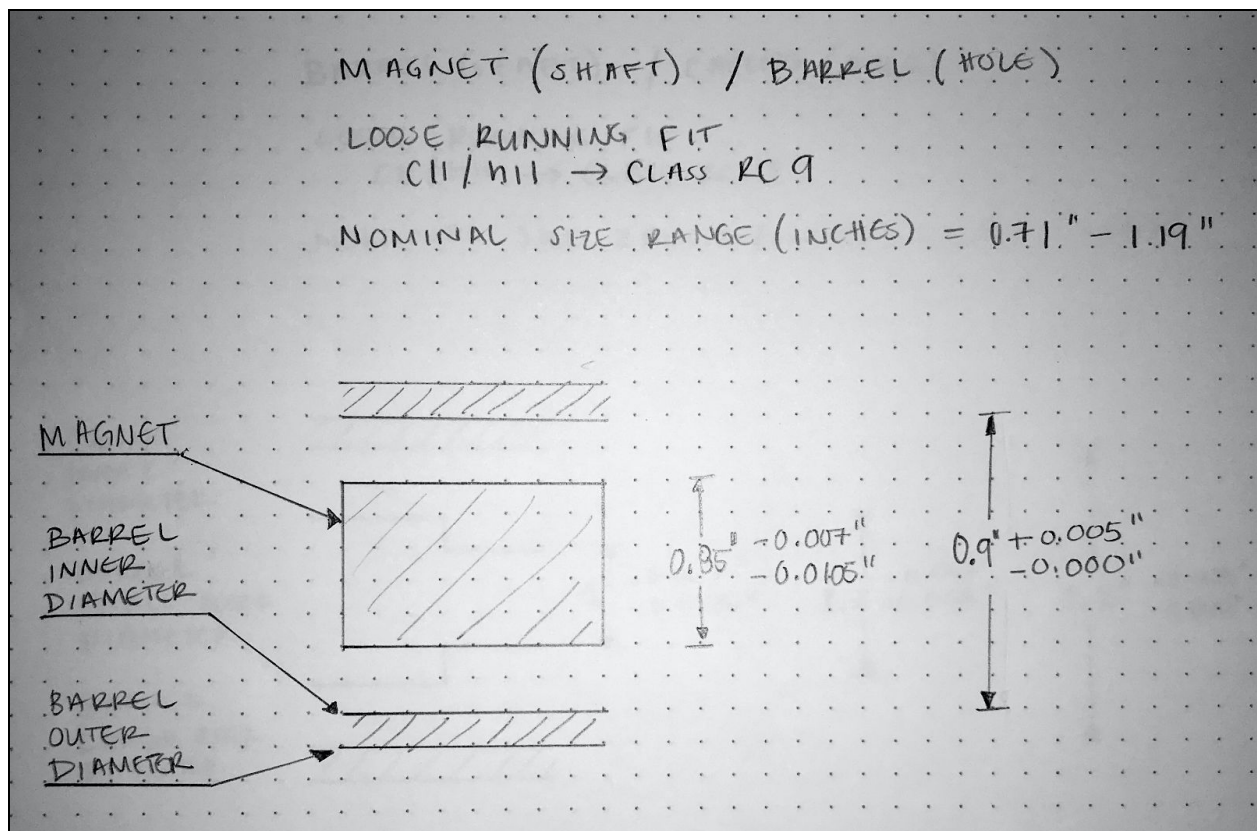 MAGNET (SHAFT) / BARREL (HOLE)
LOOSE RUNNING FIT
C11/h11 → CLASS RC 9
NOMINAL SIZE RANGE (INCHES) = 0.71" - 1.19"
MAGNET
BARREL
INNER
DIAMETER
BARREL
OUTER
DIAMETER
0.85" -0.007"
-0.0105"
0.9" +0.005"
-0.000"